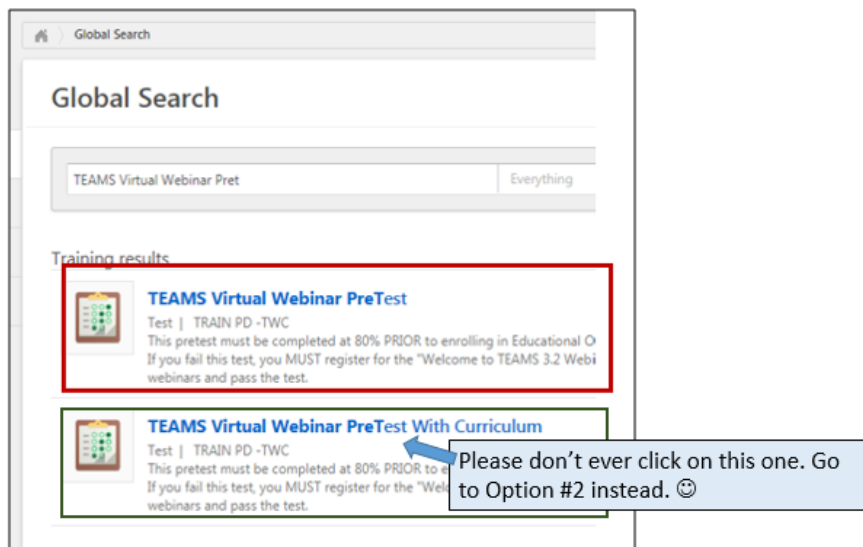 Global Search
Global Search
TEAMS Virtual Webinar Pret Everything
Training results
TEAMS Virtual Webinar PreTest
Test | TRAIN PD -TWC
This pretest must be completed at 80% PRIOR to enrolling in Educational O
If you fail this test, you MUST register for the "Welcome to TEAMS 3.2 Webi
webinars and pass the test.
TEAMS Virtual Webinar PreTest With Curriculum
Test | TRAIN PD -TWC
This pretest must be completed at 80% PRIOR to e
If you fail this test, you MUST register for the "Welc
webinars and pass the test.
Please don't ever click on this one. Go
to Option #2 instead. ☺